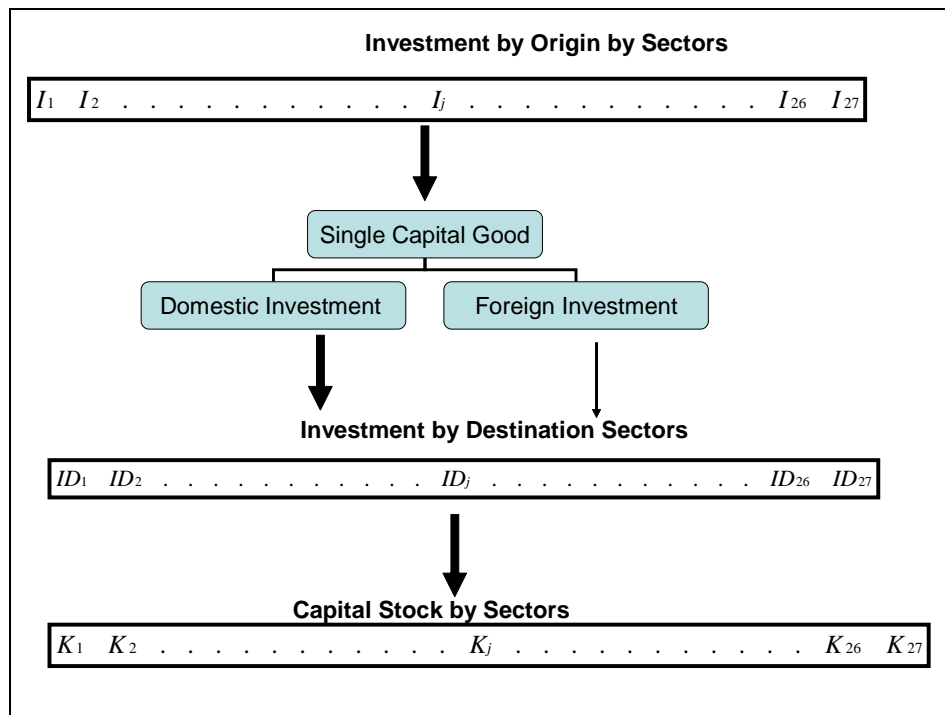 Investment by Origin by Sectors
I1 I2 . . . . . . . . . . . Ij . . . . . . . . . . . . I26 I27
Single Capital Good
Domestic Investment Foreign Investment
Investment by Destination Sectors
ID1 ID2 . . . . . . . . . . . IDj . . . . . . . . . . . ID26 ID27
Capital Stock by Sectors
K1 K2 . . . . . . . . . . . . Kj . . . . . . . . . . . . K26 K27